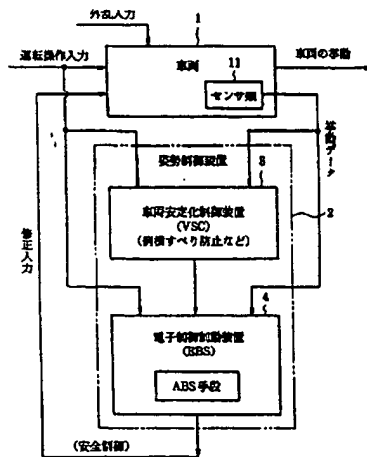 外乱入力
1
運転操作入力
車両
11
センサ類
車両の挙動
挙動データ
姿勢制御装置
3
2
車両安定化制御装置
(VSC)
(例横すべり防止など)
修正入力
4
電子制御制動装置
(EBS)
ABS手段
(安全制御)